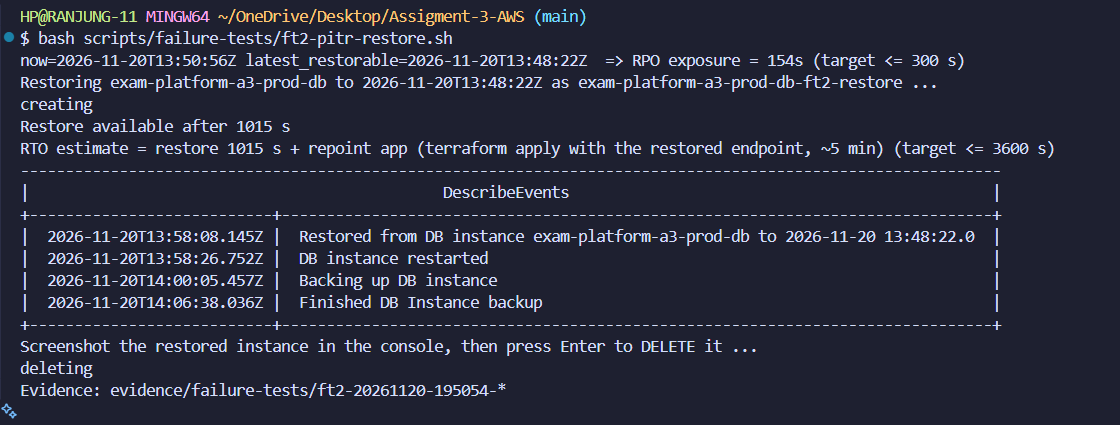 HP@RANJUNG-11 MINGW64 ~/OneDrive/Desktop/Assigment-3-AWS (main)
$ bash scripts/failure-tests/ft2-pitr-restore.sh
now=2026-11-20T13:50:56Z latest_restorable=2026-11-20T13:48:22Z  => RPO exposure = 154s (target <= 300 s)
Restoring exam-platform-a3-prod-db to 2026-11-20T13:48:22Z as exam-platform-a3-prod-db-ft2-restore ...
creating
Restore available after 1015 s
RTO estimate = restore 1015 s + repoint app (terraform apply with the restored endpoint, ~5 min) (target <= 3600 s)
-------------------------------------------------------------------------------------------------
|                                         DescribeEvents                                        |
+---------------------------+-------------------------------------------------------------------+
|  2026-11-20T13:58:08.145Z |  Restored from DB instance exam-platform-a3-prod-db to 2026-11-20 13:48:22.0  |
|  2026-11-20T13:58:26.752Z |  DB instance restarted  |
|  2026-11-20T14:00:05.457Z |  Backing up DB instance  |
|  2026-11-20T14:06:38.036Z |  Finished DB Instance backup  |
+---------------------------+-------------------------------------------------------------------+
Screenshot the restored instance in the console, then press Enter to DELETE it ...
deleting
Evidence: evidence/failure-tests/ft2-20261120-195054-*